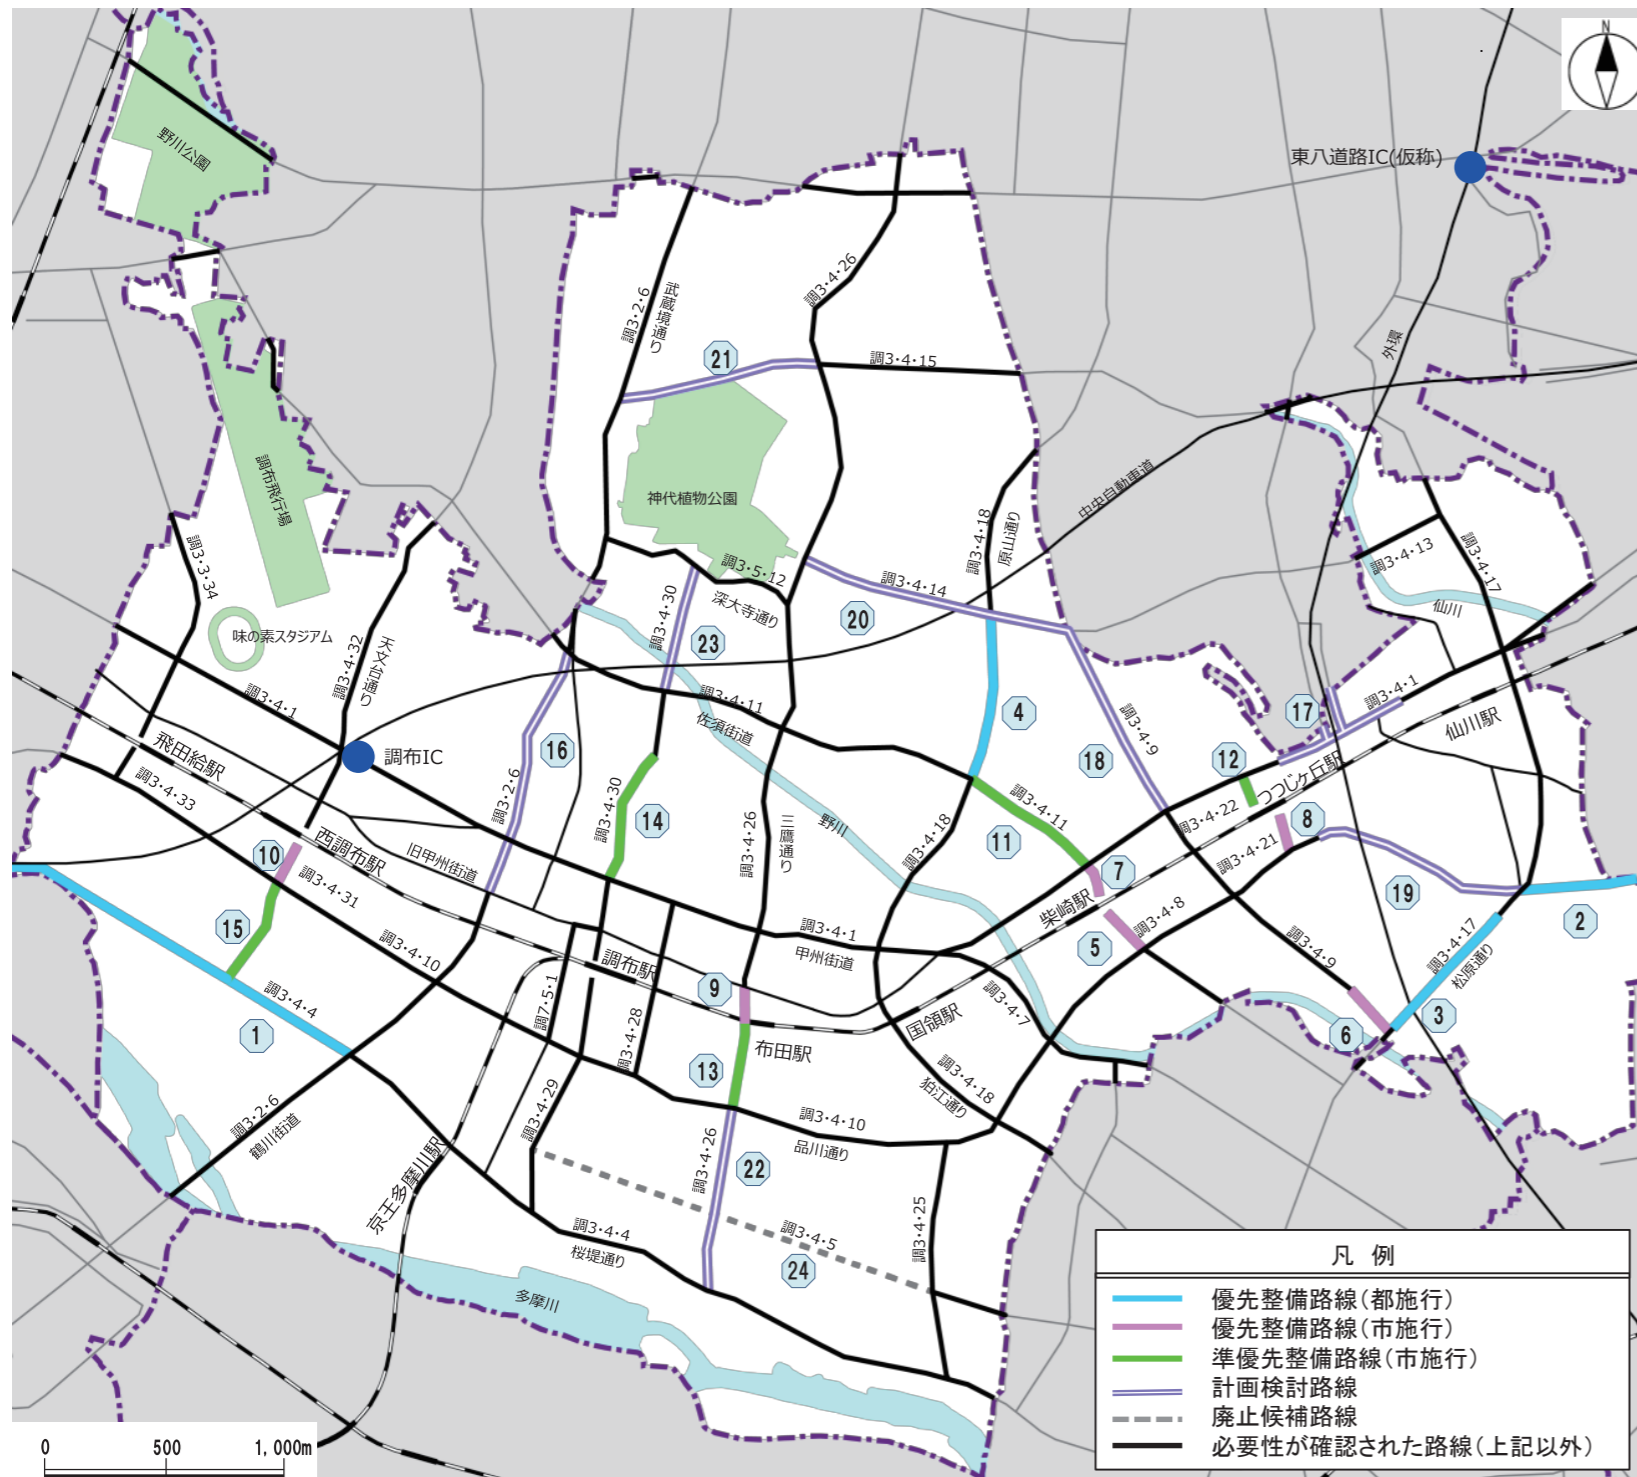 N
東八道路IC(仮称)
野川公園
調3・4・26
調3・2・6
武蔵境通り
外環
21
調3・4・15
調布飛行場
神代植物公園
中央自動車道
調3・4・18
原山通り
調3・3・34
調3・4・13
調3・4・17
調3・5・12
調3・4・14
深大寺通り
調3・4・30
20
仙川
味の素スタジアム
23
調3・4・32
天文台通り
調3・4・1
調3・4・11
佐須街道
4
調3・4・9
17
調3・4・1
仙川駅
飛田給駅
調布IC
16
18
12
つつじケ丘駅
調3・4・33
調3・2・6
調3・4・30
14
野川
調3・4・11
調3・4・22
8
調3・4・26
三鷹通り
調3・4・18
11
調3・4・21
西調布駅
旧甲州街道
10
調3・4・31
7
19
柴崎駅
調3・4・8
2
15
調3・4・10
調3・4・1
甲州街道
5
調3・4・9
調3・4・17
松原通り
調布駅
9
調3・4・4
調7・5・1
調3・4・7
国領駅
3
1
調3・4・28
布田駅
6
13
調3・4・18
狛江通り
調3・2・6
鶴川街道
調3・4・29
調3・4・10
品川通り
調3・4・26
22
京王多摩川駅
調3・4・5
調3・4・4
桜堤通り
調3・4・25
24
多摩川
凡 例
優先整備路線(都施行)
優先整備路線(市施行)
準優先整備路線(市施行)
計画検討路線
廃止候補路線
必要性が確認された路線(上記以外)
0 500 1,000m